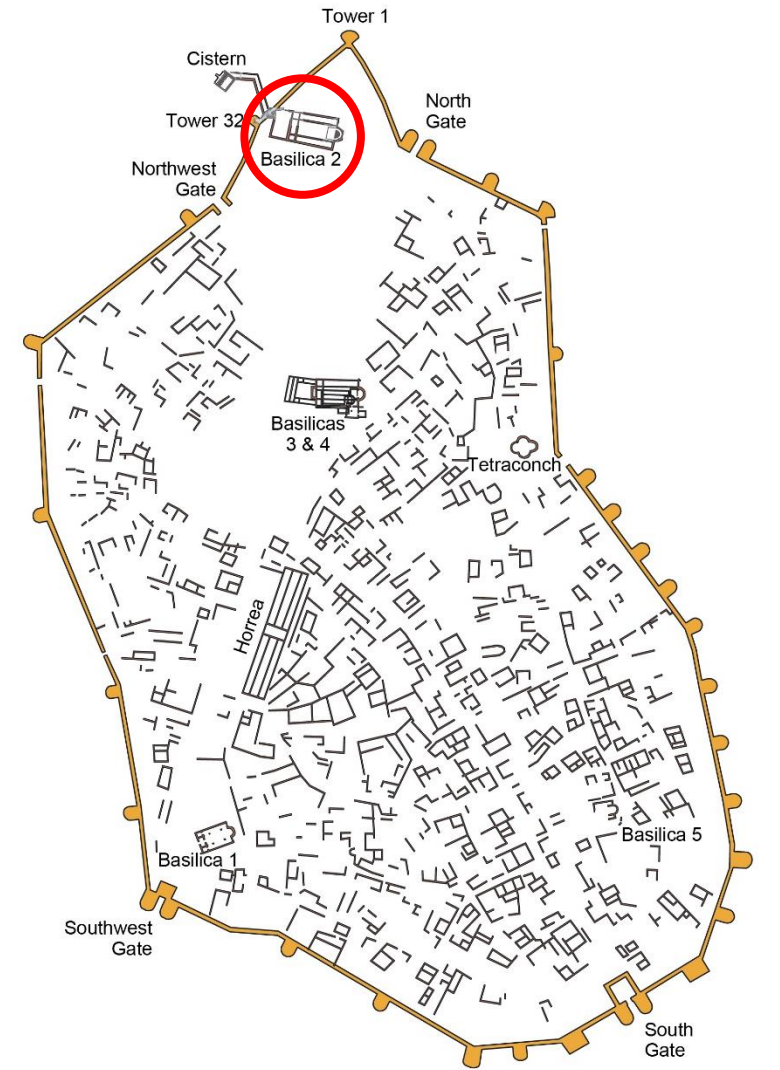 Tower 1
Cistern
North
Gate
Tower 32
Basilica 2
Northwest
Gate
Basilicas
3 & 4
Tetraconch
Horrea
Basilica 5
Basilica 1
Southwest
Gate
South
Gate